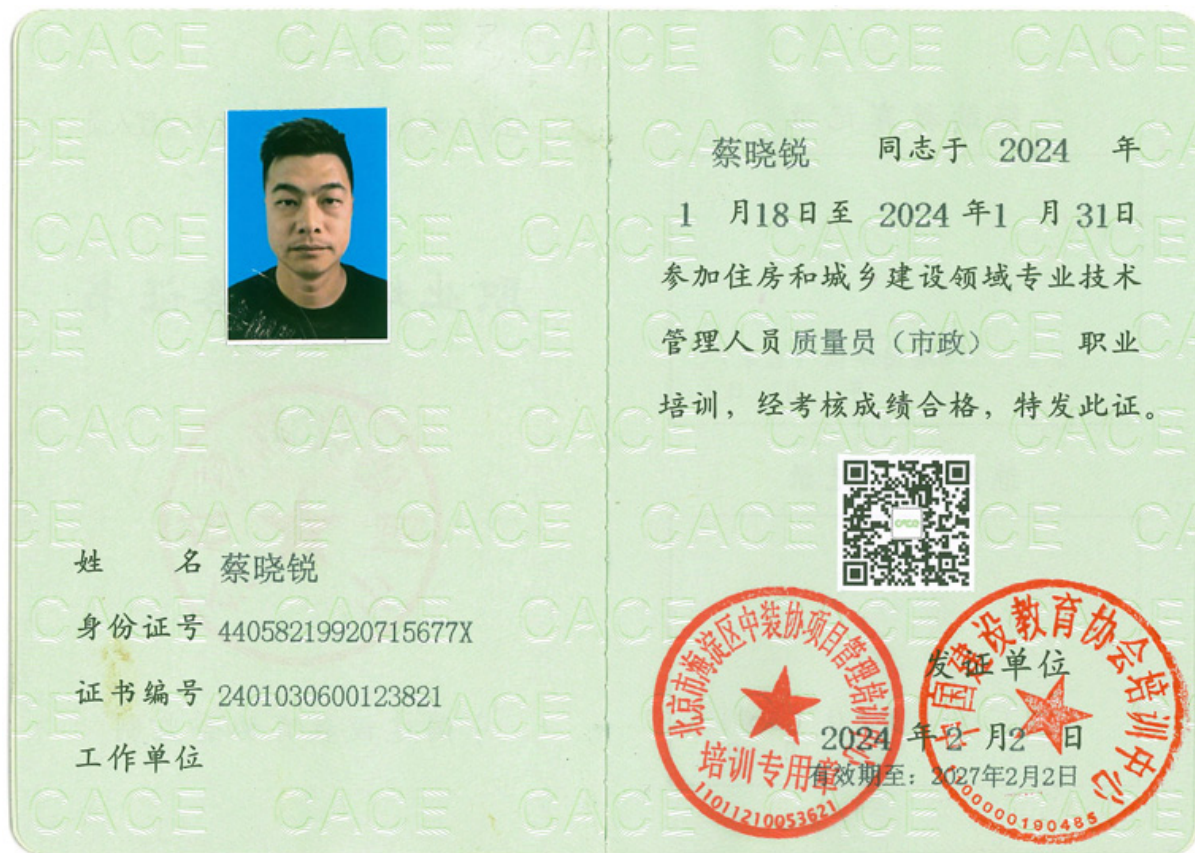 姓 名 蔡晓锐
身份证号 44058219920715677X
证书编号 2401030600123821
工作单位
蔡晓锐 同志于 2024 年
1 月18日至 2024 年1 月 31日
参加住房和城乡建设领域专业技术
管理人员质量员（市政） 职业
培训，经考核成绩合格，特发此证。
CACE
北京市海淀区中装协项目管理培训中心
培训专用章
11011210053621
中国建设教育协会培训中心
发证单位
2024 年2 月2 日
有效期至：2027年2月2日